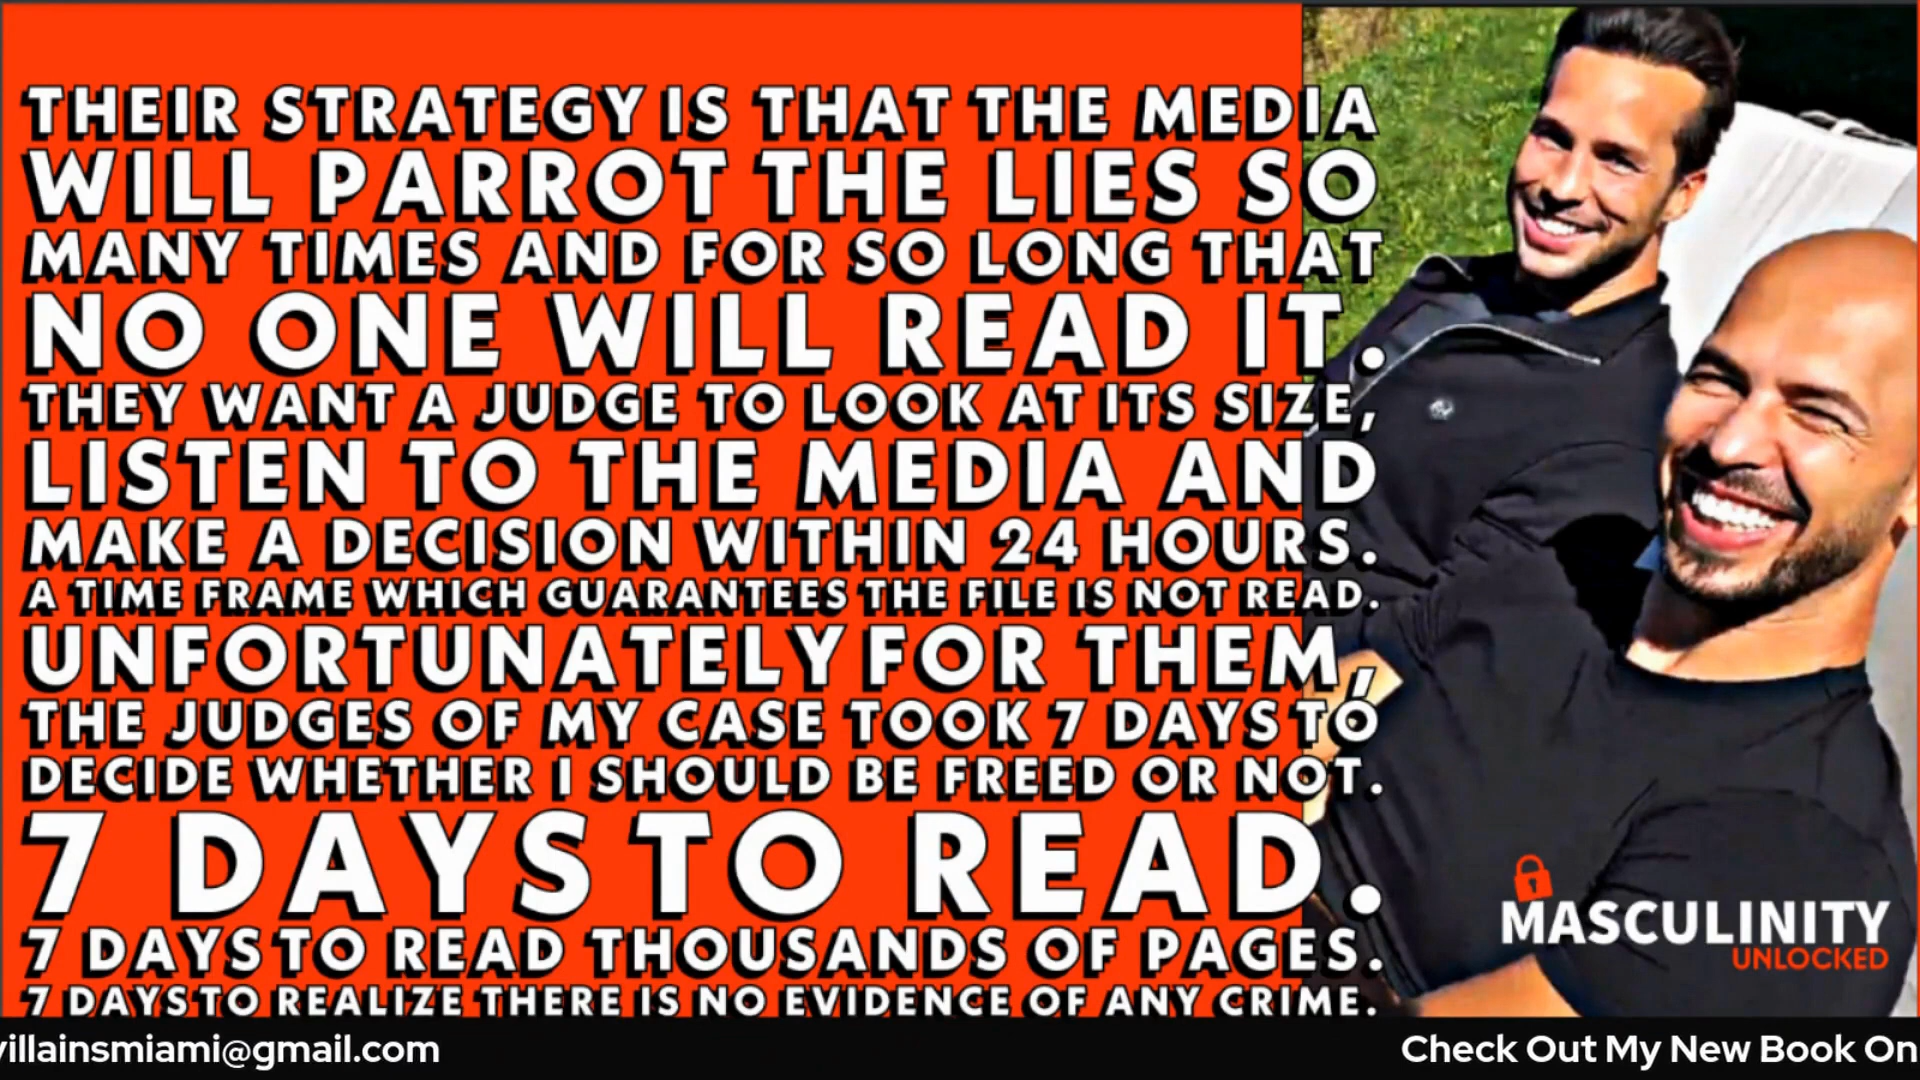 THEIR STRATEGY IS THAT THE MEDIA
WILL PARROT THE LIES SO
MANY TIMES AND FOR SO LONG THAT
NO ONE WILL READ IT.
THEY WANT A JUDGE TO LOOK AT ITS SIZE,
LISTEN TO THE MEDIA AND
MAKE A DECISION WITHIN 24 HOURS.
A TIME FRAME WHICH GUARANTEES THE FILE IS NOT READ.
UNFORTUNATELY FOR THEM,
THE JUDGES OF MY CASE TOOK 7 DAYS TO
DECIDE WHETHER I SHOULD BE FREED OR NOT.
7 DAYS TO READ.
7 DAYS TO READ THOUSANDS OF PAGES.
7 DAYS TO REALIZE THERE IS NO EVIDENCE OF ANY CRIME.
MASCULINITY
UNLOCKED
villainsmiami@gmail.com
Check Out My New Book On